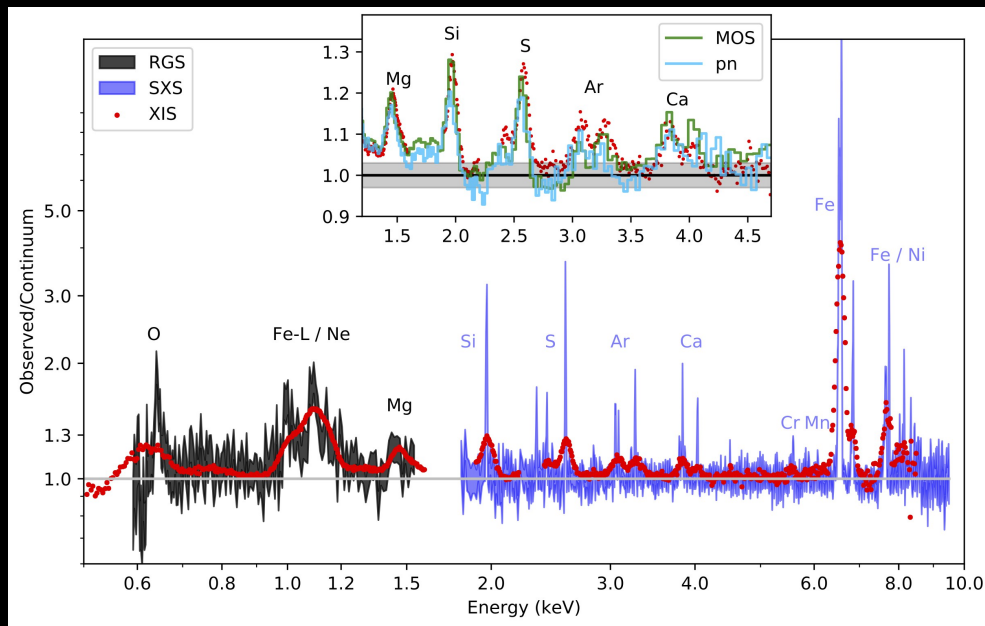 RGS
SXS
XIS
MOS
pn
Mg
Si
S
Ar
Ca
1.3
1.2
1.1
1.0
0.9
1.5 2.0 2.5 3.0 3.5 4.0 4.5
Observed/Continuum
5.0
3.0
2.0
1.3
1.0
O
Fe-L / Ne
Mg
Si
S
Ar
Ca
Cr Mn
Fe
Fe / Ni
0.6 0.8 1.0 1.2 1.5 2.0 3.0 4.0 6.0 8.0 10.0
Energy (keV)